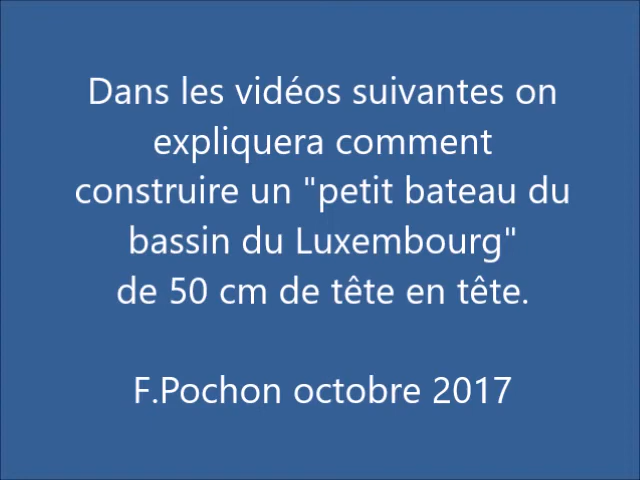 Dans les vidéos suivantes on
expliquera comment
construire un "petit bateau du
bassin du Luxembourg"
de 50 cm de tête en tête.
F.Pochon octobre 2017